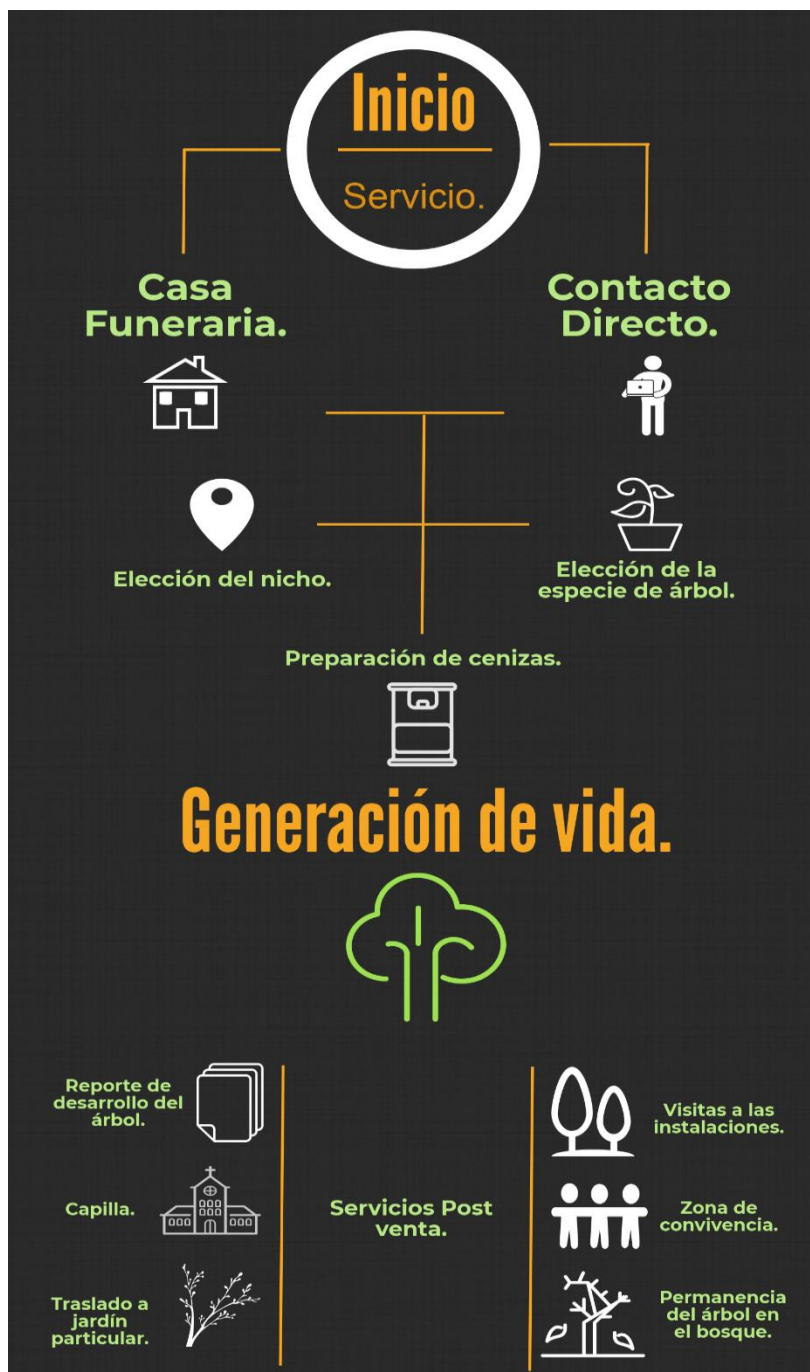 Inicio
Servicio.
Casa
Funeraria.
Contacto
Directo.
Elección del nicho.
Elección de la
especie de árbol.
Preparación de cenizas.
Generación de vida.
Reporte de
desarrollo del
árbol.
Capilla.
Traslado a
jardín
particular.
Servicios Post
venta.
Visitas a las
instalaciones.
Zona de
convivencia.
Permanencia
del árbol en
el bosque.